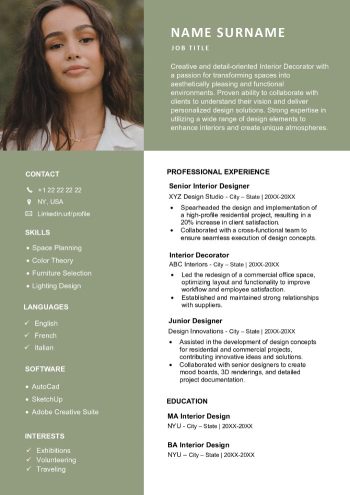 NAME SURNAME
JOB TITLE
Creative and detail-oriented Interior Decorator with
a passion for transforming spaces into
aesthetically pleasing and functional
environments. Proven ability to collaborate with
clients to understand their vision and deliver
personalized design solutions. Strong expertise in
utilizing a wide range of design elements to
enhance interiors and create unique atmospheres.
CONTACT
+1 22 22 22 22
NY, USA
LinkedIn.url/profile
SKILLS
Space Planning
Color Theory
Furniture Selection
Lighting Design
LANGUAGES
English
French
Italian
SOFTWARE
AutoCad
SketchUp
Adobe Creative Suite
INTERESTS
Exhibitions
Volunteering
Traveling
PROFESSIONAL EXPERIENCE
Senior Interior Designer
XYZ Design Studio - City – State | 20XX-20XX
Spearheaded the design and implementation of
a high-profile residential project, resulting in a
20% increase in client satisfaction.
Collaborated with a cross-functional team to
ensure seamless execution of design concepts.
Interior Decorator
ABC Interiors - City – State | 20XX-20XX
Led the redesign of a commercial office space,
optimizing layout and functionality to improve
workflow and employee satisfaction.
Established and maintained strong relationships
with suppliers.
Junior Designer
Design Innovations - City – State | 20XX-20XX
Assisted in the development of design concepts
for residential and commercial projects,
contributing innovative ideas and solutions.
Collaborated with senior designers to create
mood boards, 3D renderings, and detailed
project documentation
EDUCATION
MA Interior Design
NYU - City – State | 20XX-20XX
BA Interior Design
NYU – City – State | 20XX-20XX